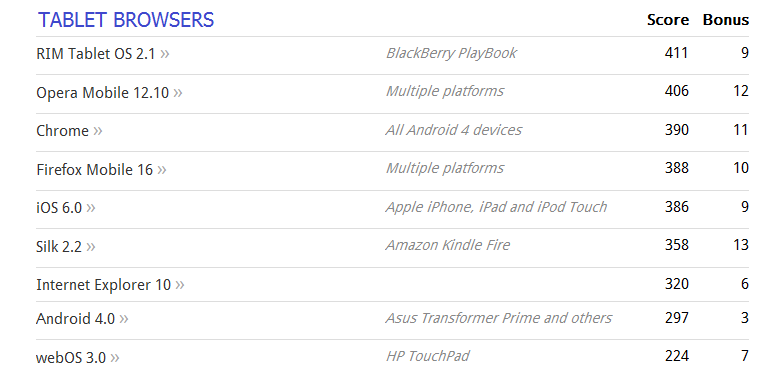 TABLET BROWSERS Score Bonus
RIM Tablet OS 2.1 » BlackBerry PlayBook 411 9
Opera Mobile 12.10 » Multiple platforms 406 12
Chrome » All Android 4 devices 390 11
Firefox Mobile 16 » Multiple platforms 388 10
iOS 6.0 » Apple iPhone, iPad and iPod Touch 386 9
Silk 2.2 » Amazon Kindle Fire 358 13
Internet Explorer 10 » 320 6
Android 4.0 » Asus Transformer Prime and others 297 3
webOS 3.0 » HP TouchPad 224 7